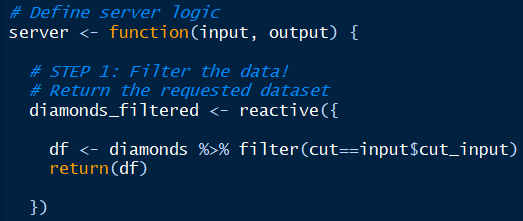 # Define server logic
server <- function(input, output) {
# STEP 1: Filter the data!
# Return the requested dataset
diamonds_filtered <- reactive({
df <- diamonds %>% filter(cut==input$cut_input)
return(df)
})